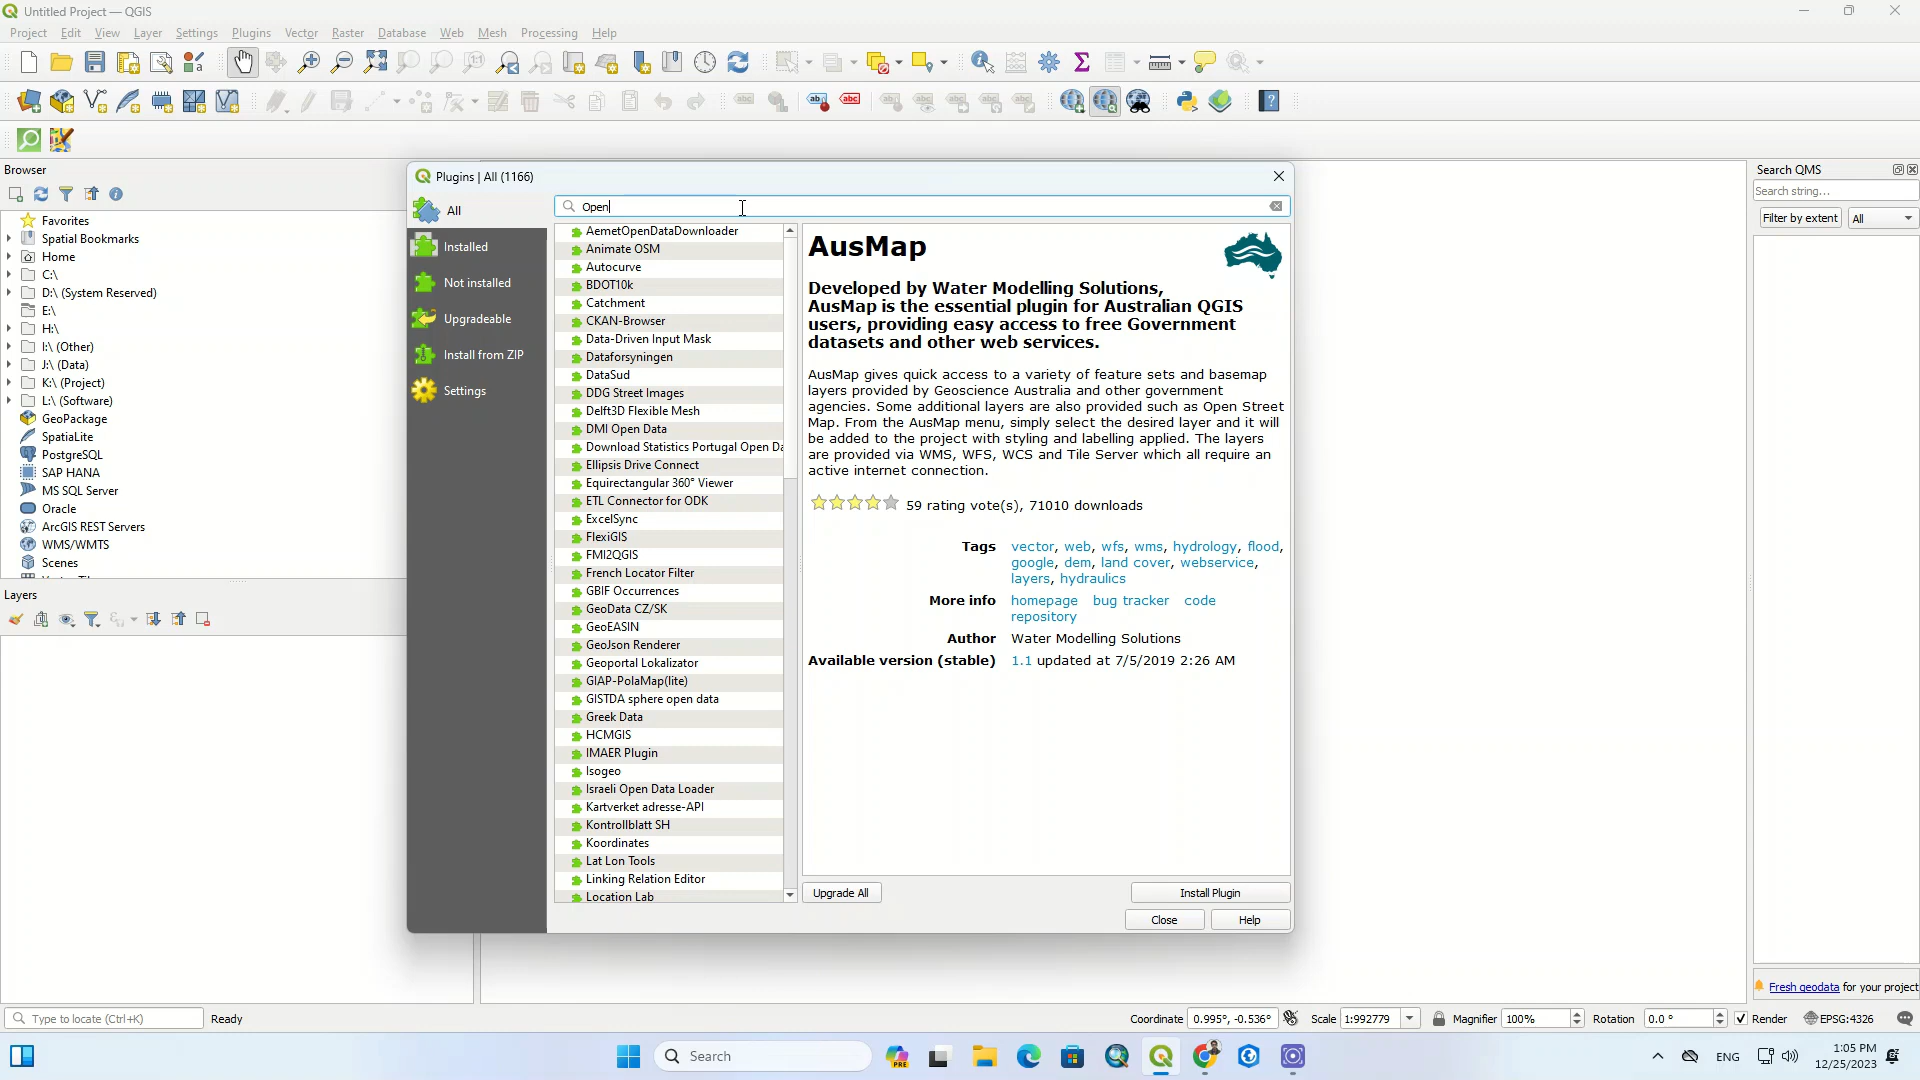 Untitled Project — QGIS
Project Edit View Layer Settings Plugins Vector Raster Database Web Mesh Processing Help
Browser
Favorites
Spatial Bookmarks
Home
C:\
D:\ (System Reserved)
E:\
H:\
I:\ (Other)
J:\ (Data)
K:\ (Project)
L:\ (Software)
GeoPackage
SpatiaLite
PostgreSQL
SAP HANA
MS SQL Server
Oracle
ArcGIS REST Servers
WMS/WMTS
Scenes
Layers
Plugins | All (1166)
All
Installed
Not installed
Upgradeable
Install from ZIP
Settings
Open
AemetOpenDataDownloader
Animate OSM
Autocurve
BDOT10k
Catchment
CKAN-Browser
Data-Driven Input Mask
Dataforsyningen
DataSud
DDG Street Images
Delft3D Flexible Mesh
DMI Open Data
Download Statistics Portugal Open Da
Ellipsis Drive Connect
Equirectangular 360° Viewer
ETL Connector for ODK
ExcelSync
FlexiGIS
FMI2QGIS
French Locator Filter
GBIF Occurrences
GeoData CZ/SK
GeoEASIN
GeoJson Renderer
Geoportal Lokalizator
GIAP-PolaMap(lite)
GISTDA sphere open data
Greek Data
HCMGIS
IMAER Plugin
Isogeo
Israeli Open Data Loader
Kartverket adresse-API
Kontrollblatt SH
Koordinates
Lat Lon Tools
Linking Relation Editor
Location Lab
AusMap
Developed by Water Modelling Solutions,
AusMap is the essential plugin for Australian QGIS
users, providing easy access to free Government
datasets and other web services.
AusMap gives quick access to a variety of feature sets and basemap
layers provided by Geoscience Australia and other government
agencies. Some additional layers are also provided such as Open Street
Map. From the AusMap menu, simply select the desired layer and it will
be added to the project with styling and labelling applied. The layers
are provided via WMS, WFS, WCS and Tile Server which all require an
active internet connection.
59 rating vote(s), 71010 downloads
Tags vector, web, wfs, wms, hydrology, flood,
google, dem, land cover, webservice,
layers, hydraulics
More info homepage bug tracker code
repository
Author Water Modelling Solutions
Available version (stable) 1.1 updated at 7/5/2019 2:26 AM
Upgrade All
Install Plugin
Close
Help
Search QMS
Search string...
Filter by extent
All
Fresh geodata for your project
Type to locate (Ctrl+K)
Ready
Coordinate 0.995°, -0.536°
Scale 1:992779
Magnifier 100%
Rotation 0.0 °
Render
EPSG:4326
Search
PRE
ENG
1:05 PM
12/25/2023